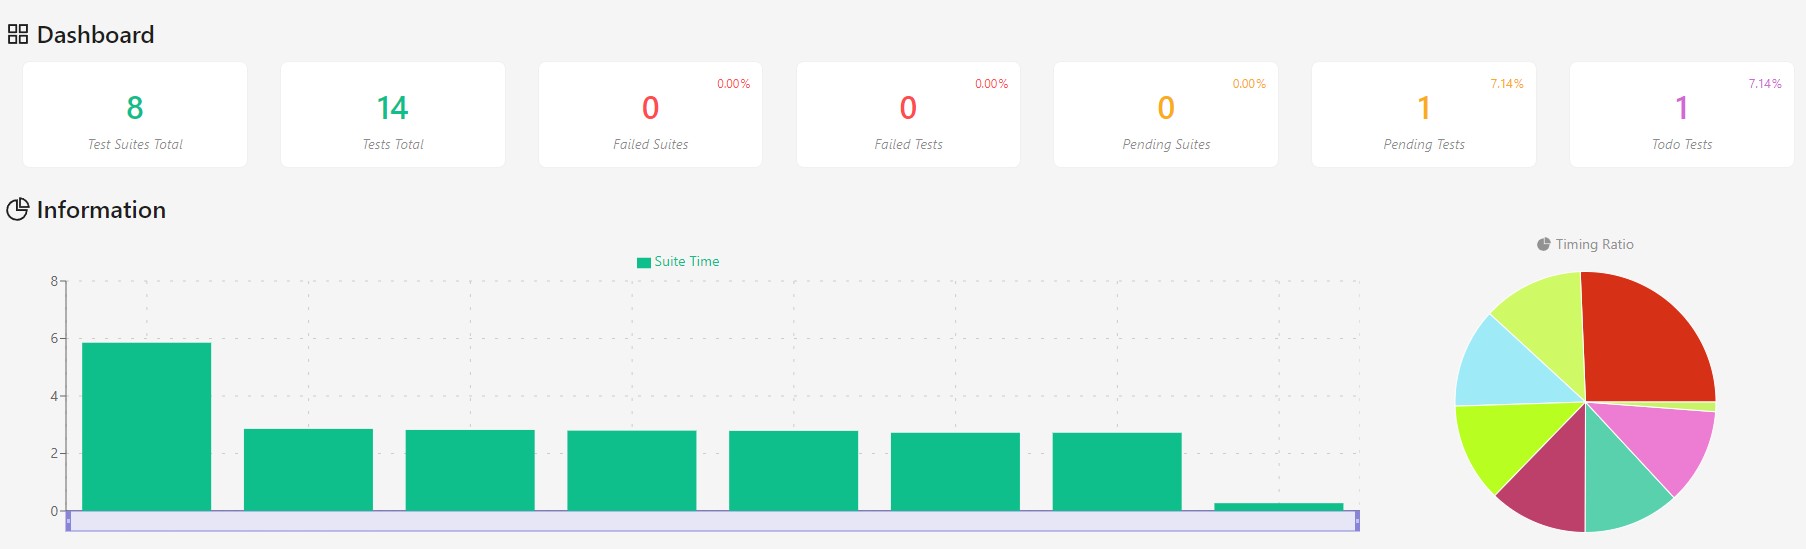 Dashboard
8
Test Suites Total
14
Tests Total
0.00%
0
Failed Suites
0.00%
0
Failed Tests
0.00%
0
Pending Suites
7.14%
1
Pending Tests
7.14%
1
Todo Tests
Information
Suite Time
8
6
4
2
0
Timing Ratio